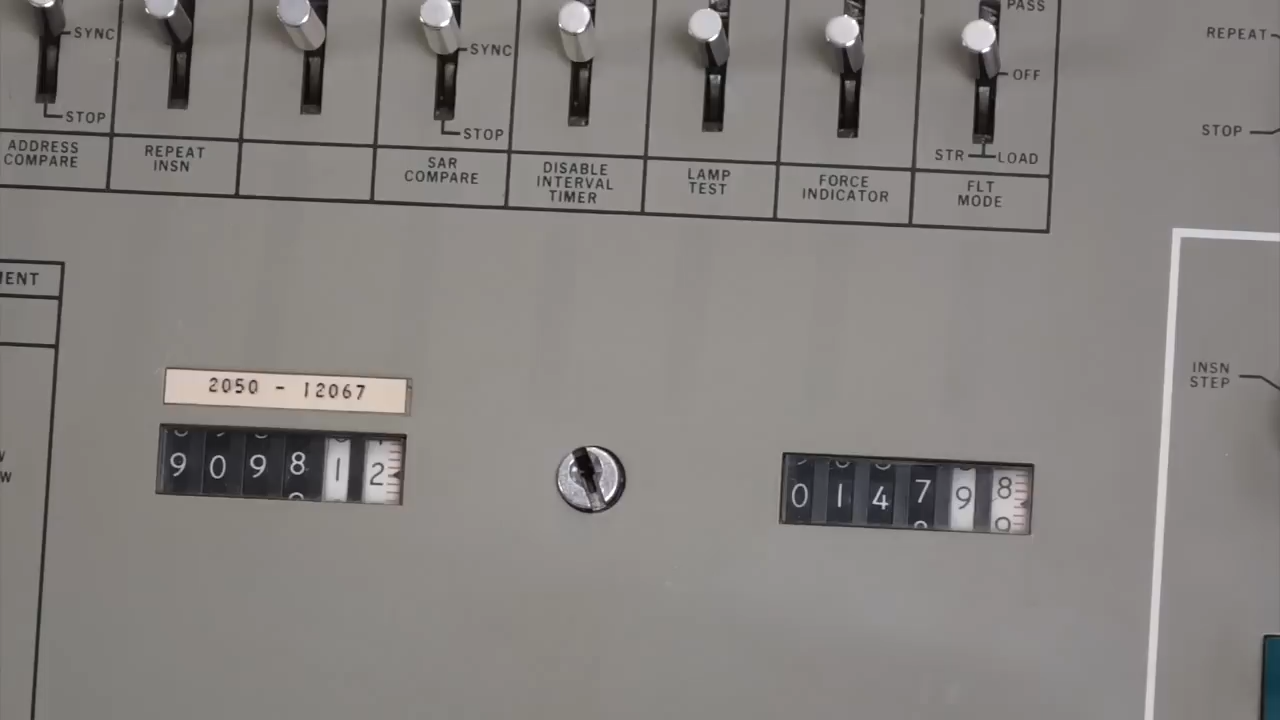 PASS
SYNC
SYNC
OFF
STOP
STOP
STR
LOAD
ADDRESS
COMPARE
REPEAT
INSN
SAR
COMPARE
DISABLE
INTERVAL
TIMER
LAMP
TEST
FORCE
INDICATOR
FLT
MODE
REPEAT
STOP
INSN
STEP
2050 - 12067
909812
014798